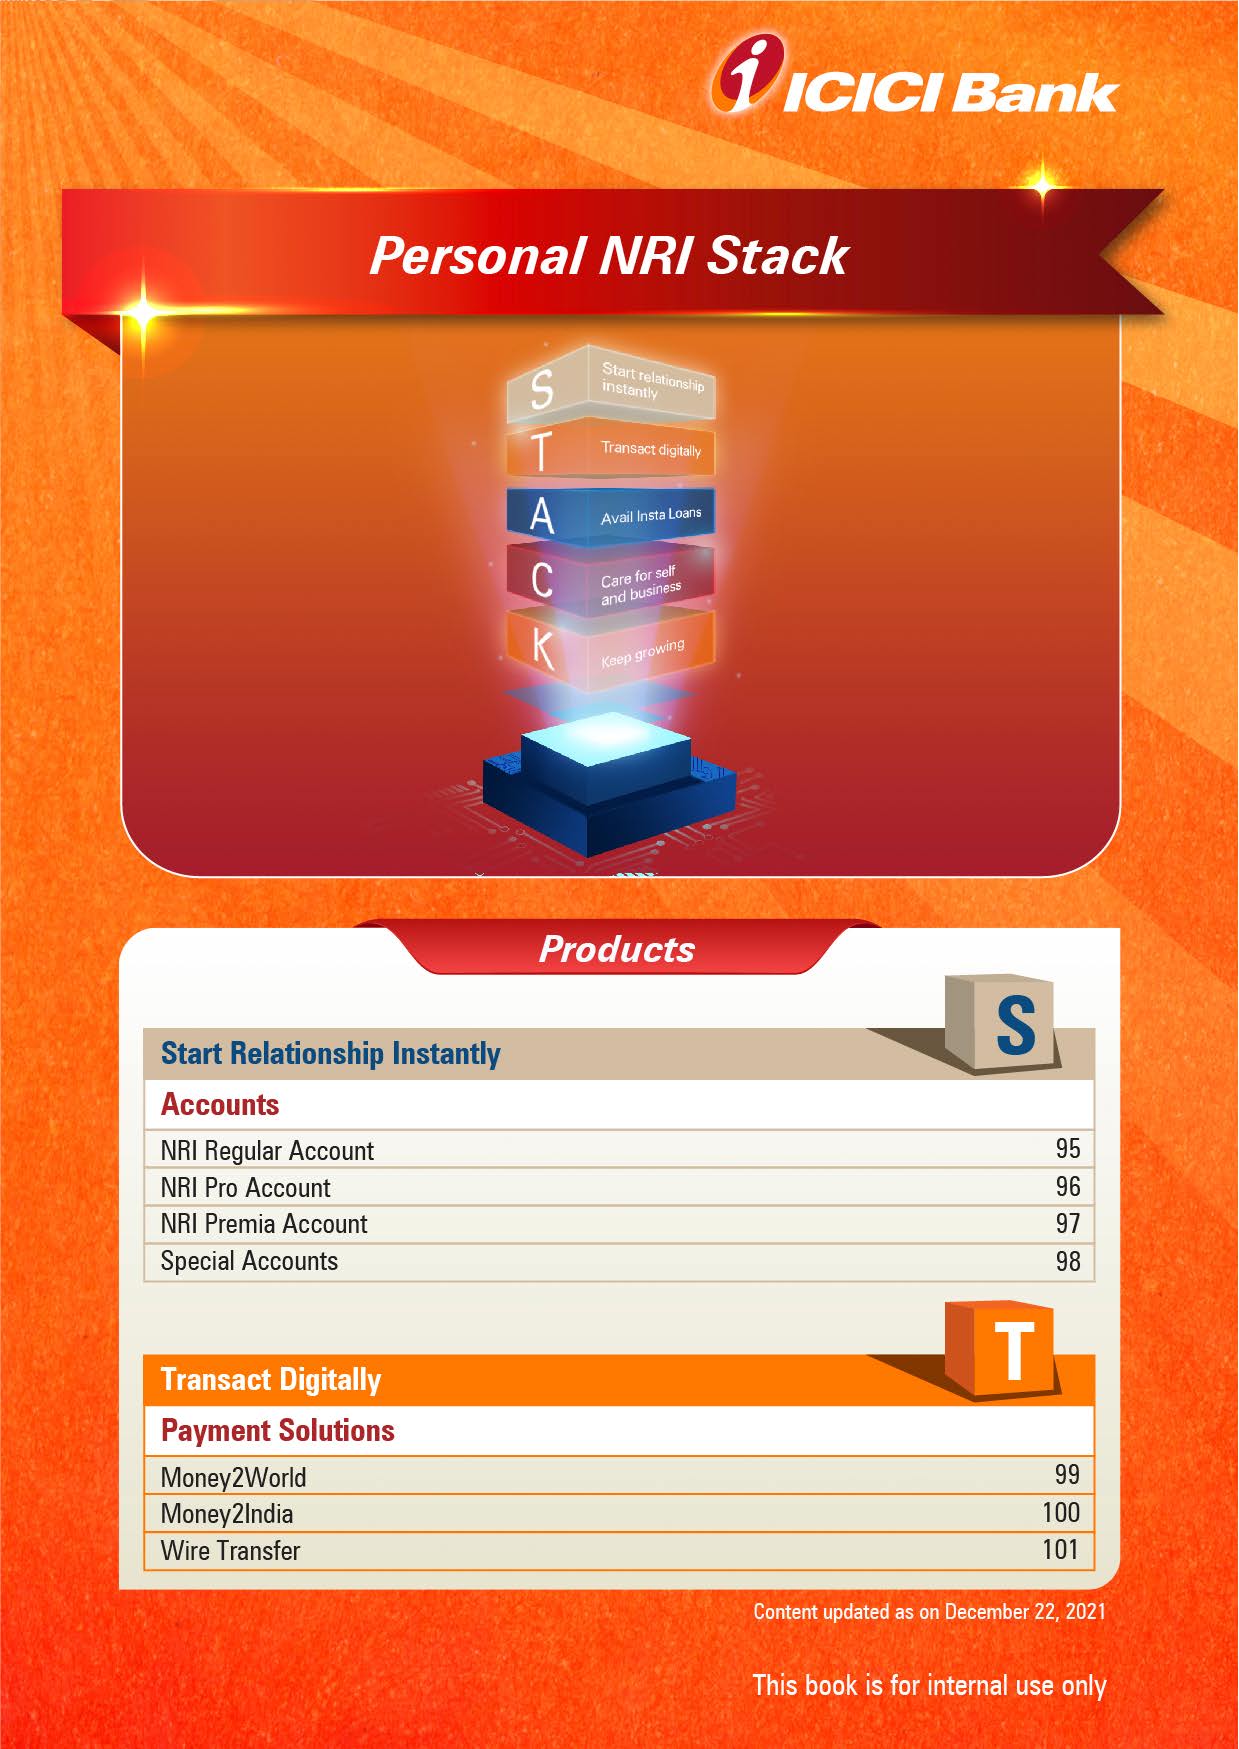 i ICICI Bank
Personal NRI Stack
S
Start relationship
instantly
T
Transact digitally
A
Avail Insta Loans
C
Care for self
and business
K
Keep growing
Products
S
Start Relationship Instantly
Accounts
NRI Regular Account 95
NRI Pro Account 96
NRI Premia Account 97
Special Accounts 98
T
Transact Digitally
Payment Solutions
Money2World 99
Money2India 100
Wire Transfer 101
Content updated as on December 22, 2021
This book is for internal use only